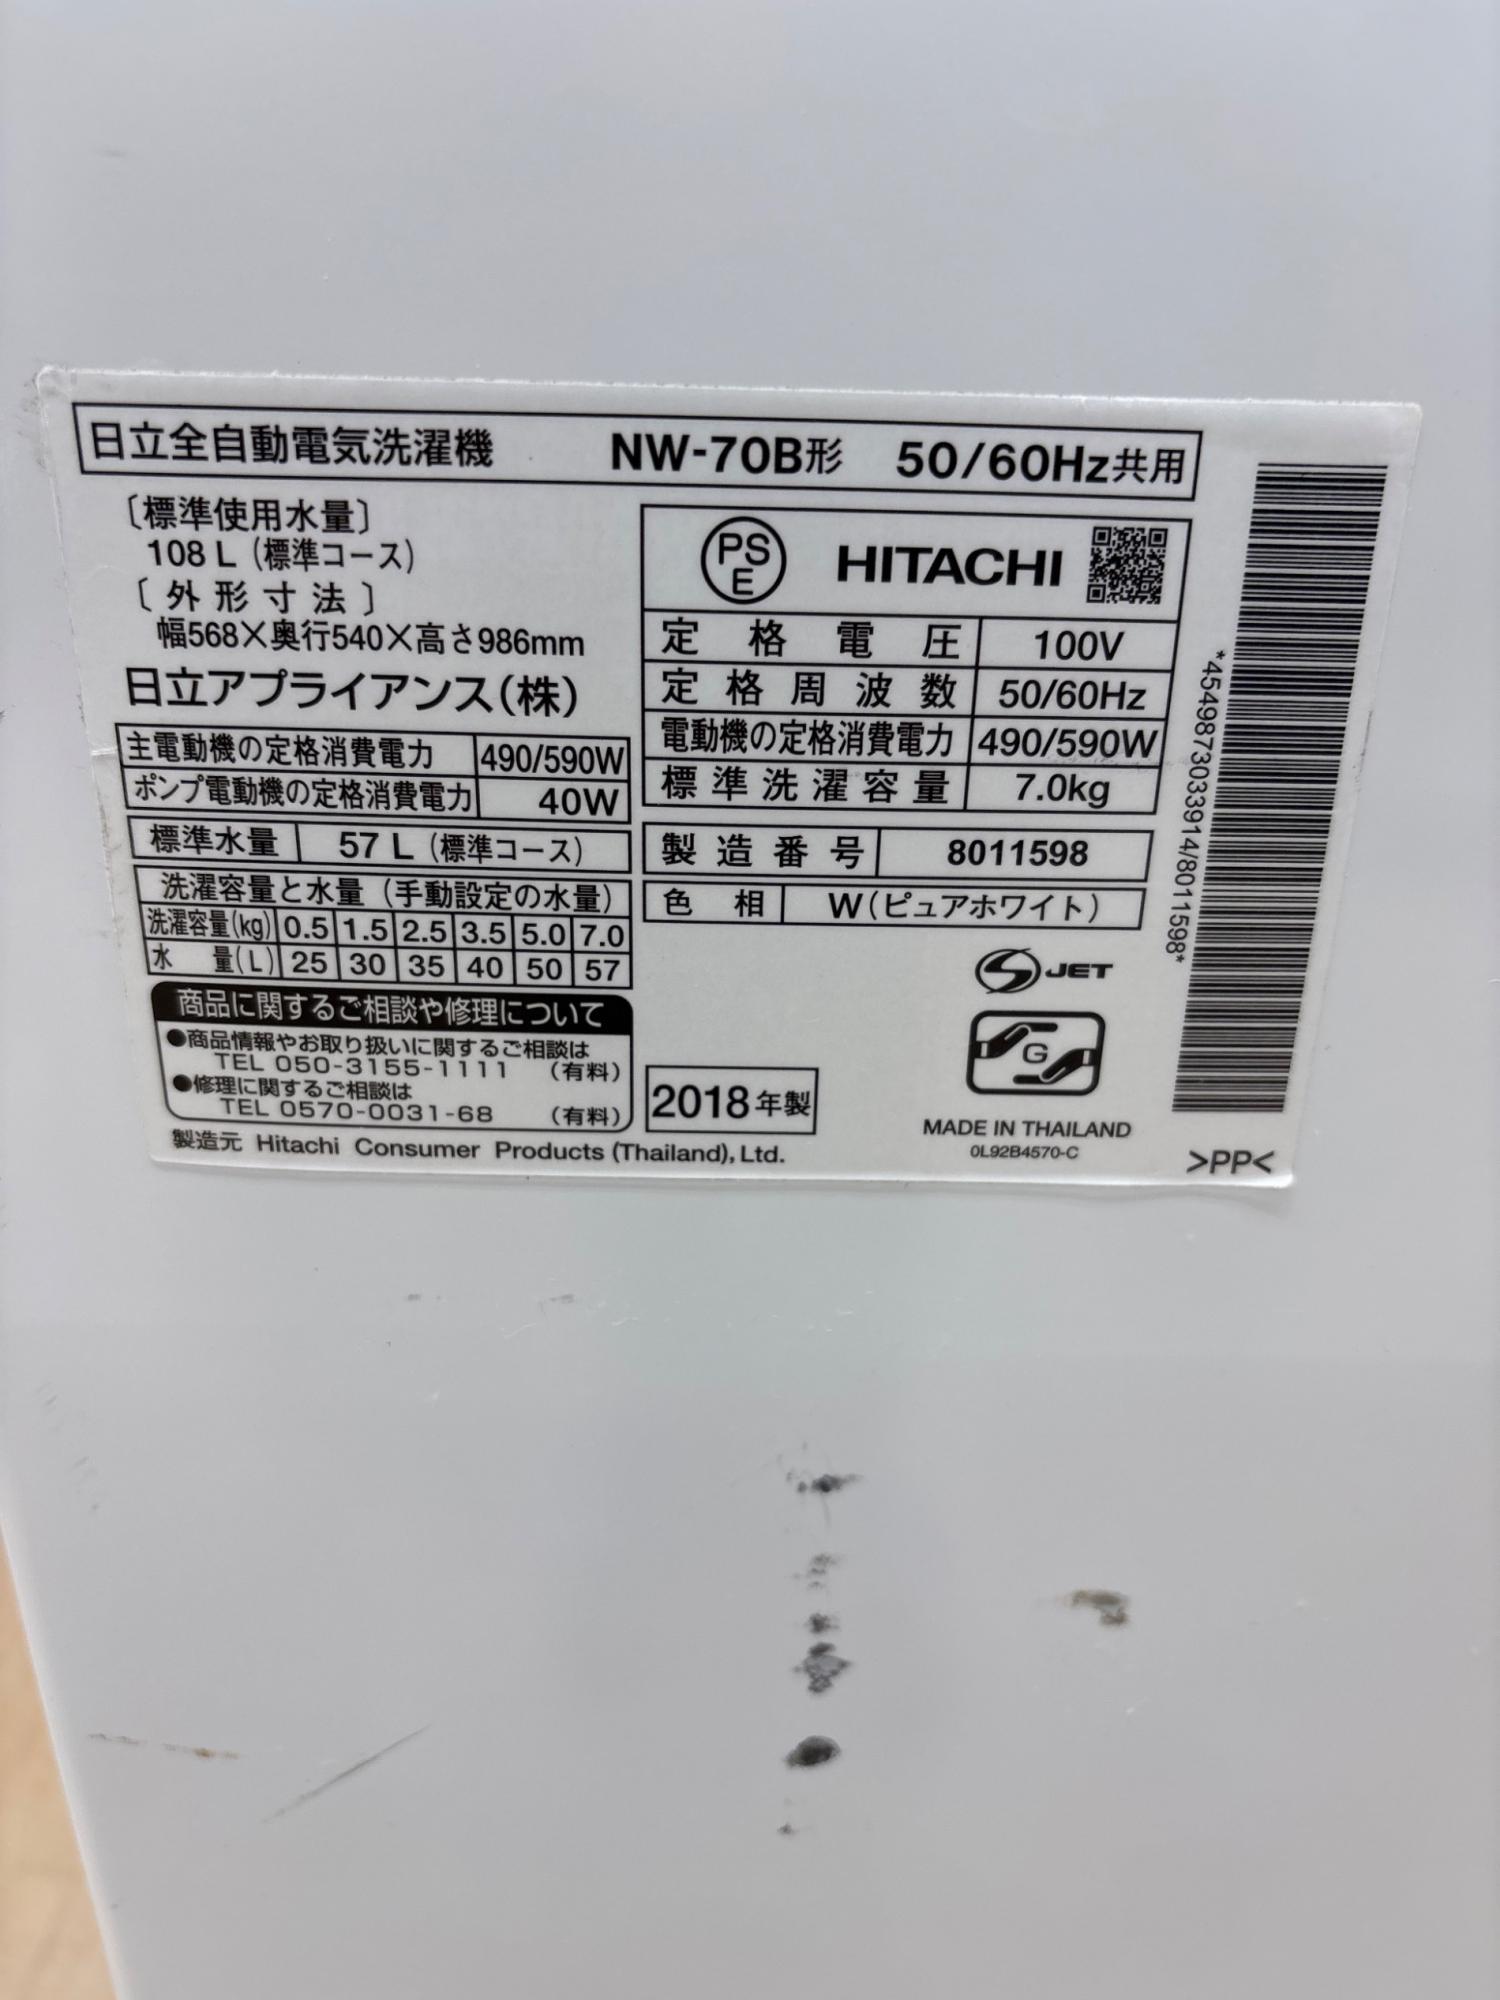 日立全自動電気洗濯機 NW-70B形 50/60Hz共用
〔標準使用水量〕
108 L (標準コース)
〔外形寸法〕
幅568×奥行540×高さ986mm
日立アプライアンス(株)
主電動機の定格消費電力 490/590W
ポンプ電動機の定格消費電力 40W
標準水量 57 L (標準コース)
洗濯容量と水量 (手動設定の水量)
洗濯容量(kg) 0.5 1.5 2.5 3.5 5.0 7.0
水量(L) 25 30 35 40 50 57
商品に関するご相談や修理について
●商品情報やお取り扱いに関するご相談は
TEL 050-3155-1111 (有料)
●修理に関するご相談は
TEL 0570-0031-68 (有料)
製造元 Hitachi Consumer Products (Thailand), Ltd.
PS E HITACHI
定格電圧 100V
定格周波数 50/60Hz
電動機の定格消費電力 490/590W
標準洗濯容量 7.0kg
製造番号 8011598
色相 W(ピュアホワイト)
S JET
G
2018年製
MADE IN THAILAND
0L92B4570-C
>PP<
*4549873033914/8011598*